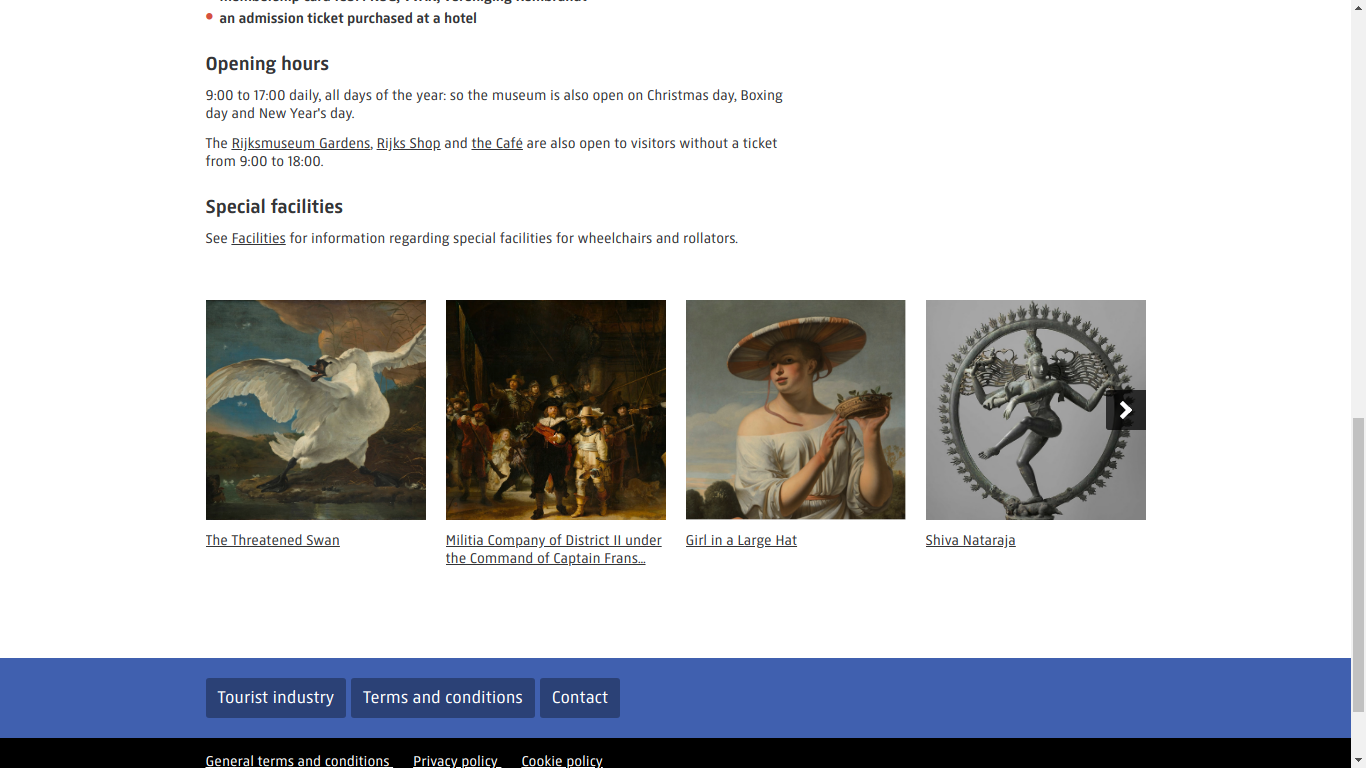 an admission ticket purchased at a hotel
Opening hours
9:00 to 17:00 daily, all days of the year: so the museum is also open on Christmas day, Boxing
day and New Year's day.
The Rijksmuseum Gardens, Rijks Shop and the Café are also open to visitors without a ticket
from 9:00 to 18:00.
Special facilities
See Facilities for information regarding special facilities for wheelchairs and rollators.
The Threatened Swan
Militia Company of District II under
the Command of Captain Frans...
Girl in a Large Hat
Shiva Nataraja
Tourist industry
Terms and conditions
Contact
General terms and conditions
Privacy policy
Cookie policy